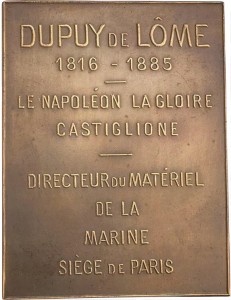 DUPUY DE LÔME
1816 - 1885
LE NAPOLÉON LA GLOIRE
CASTIGLIONE
DIRECTEUR DU MATÉRIEL
DE LA
MARINE
SIÈGE DE PARIS